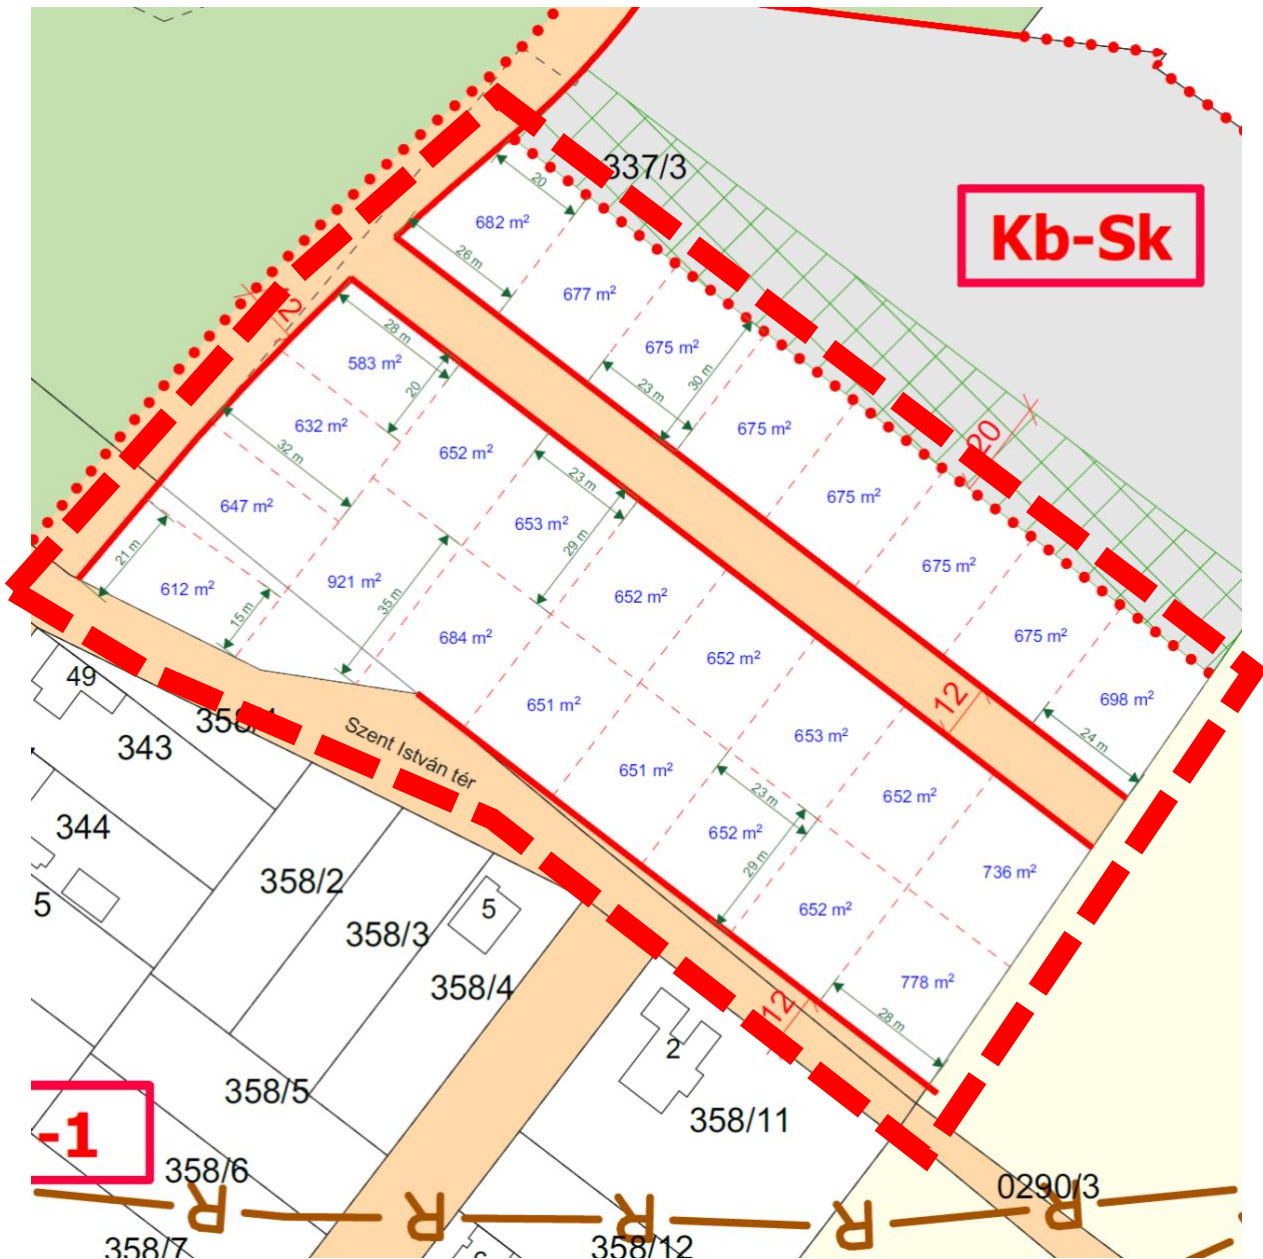 337/3
Kb-Sk
20
682 m²
26 m
677 m²
12
28 m
583 m²
675 m²
30 m
23 m
20
632 m²
675 m²
20
32 m
652 m²
23 m
675 m²
647 m²
653 m²
29 m
21 m
675 m²
612 m²
921 m²
35 m
652 m²
15 m
684 m²
675 m²
652 m²
49
651 m²
12
698 m²
358/1
343
Szent István tér
653 m²
24 m
651 m²
23 m
652 m²
344
652 m²
29 m
736 m²
358/2
5
5
652 m²
358/3
358/4
778 m²
12
28 m
2
358/5
358/11
-1
358/6
0290/3
R
R
R
R
R
358/7
358/12